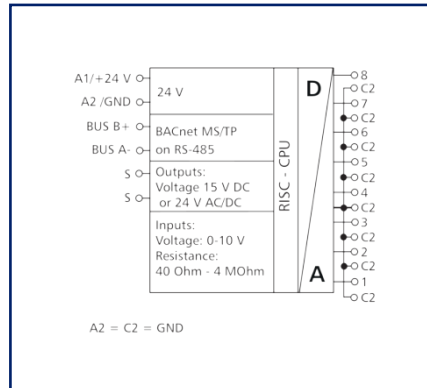 A1/+24 V
A2 /GND
24 V
BUS B+
BUS A-
BACnet MS/TP
on RS-485
S
S
Outputs:
Voltage 15 V DC
or 24 V AC/DC
Inputs:
Voltage: 0-10 V
Resistance:
40 Ohm - 4 MOhm
RISC - CPU
D
A
8
C2
7
C2
6
C2
5
C2
4
C2
3
C2
2
C2
1
C2
A2 = C2 = GND